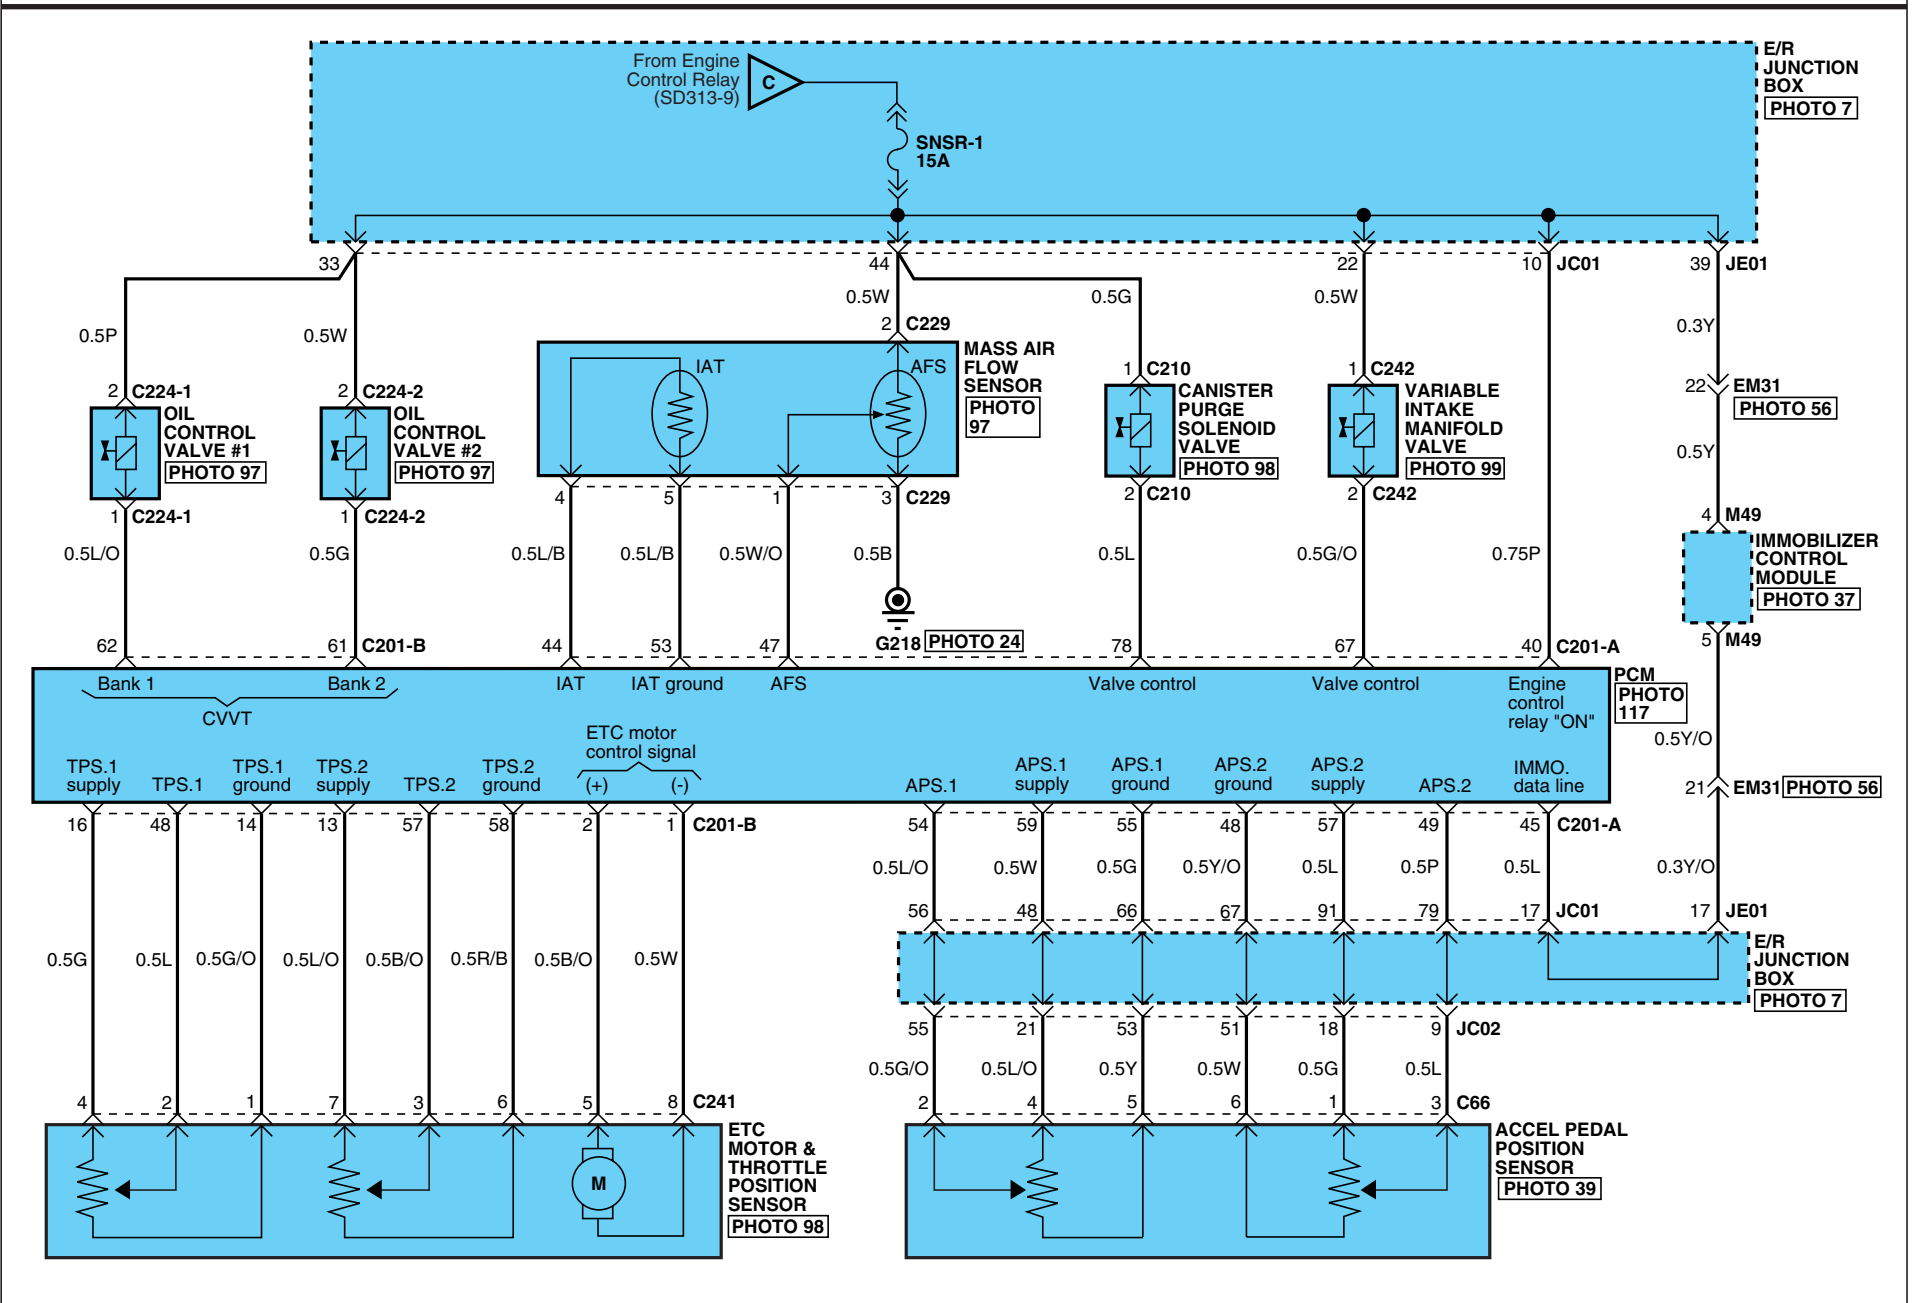 From Engine
Control Relay
(SD313-9)
C
SNSR-1
15A
E/R
JUNCTION
BOX
PHOTO 7
33
44
22
10 JC01
39 JE01
0.5P
0.5W
0.5W
0.5G
0.5W
0.3Y
2 C229
2 C224-1
OIL
CONTROL
VALVE #1
PHOTO 97
1 C224-1
2 C224-2
OIL
CONTROL
VALVE #2
PHOTO 97
1 C224-2
IAT
AFS
MASS AIR
FLOW
SENSOR
PHOTO
97
4
5
1
3 C229
1 C210
CANISTER
PURGE
SOLENOID
VALVE
PHOTO 98
2 C210
1 C242
VARIABLE
INTAKE
MANIFOLD
VALVE
PHOTO 99
2 C242
22 EM31
PHOTO 56
0.5Y
4 M49
IMMOBILIZER
CONTROL
MODULE
PHOTO 37
5 M49
0.5L/O
0.5G
0.5L/B
0.5L/B
0.5W/O
0.5B
0.5L
0.5G/O
0.75P
G218 PHOTO 24
62
61 C201-B
44
53
47
78
67
40 C201-A
Bank 1
Bank 2
CVVT
IAT
IAT ground
AFS
Valve control
Valve control
Engine
control
relay "ON"
PCM
PHOTO
117
0.5Y/O
21 EM31 PHOTO 56
TPS.1
supply
TPS.1
TPS.1
ground
TPS.2
supply
TPS.2
TPS.2
ground
ETC motor
control signal
(+)
(-)
APS.1
APS.1
supply
APS.1
ground
APS.2
ground
APS.2
supply
APS.2
IMMO.
data line
16
48
14
13
57
58
2
1 C201-B
54
59
55
48
57
49
45 C201-A
0.5L/O
0.5W
0.5G
0.5Y/O
0.5L
0.5P
0.5L
0.3Y/O
56
48
66
67
91
79
17 JC01
17 JE01
0.5G
0.5L
0.5G/O
0.5L/O
0.5B/O
0.5R/B
0.5B/O
0.5W
E/R
JUNCTION
BOX
PHOTO 7
55
21
53
51
18
9 JC02
0.5G/O
0.5L/O
0.5Y
0.5W
0.5G
0.5L
4
2
1
7
3
6
5
8 C241
2
4
5
6
1
3 C66
M
ETC
MOTOR &
THROTTLE
POSITION
SENSOR
PHOTO 98
ACCEL PEDAL
POSITION
SENSOR
PHOTO 39